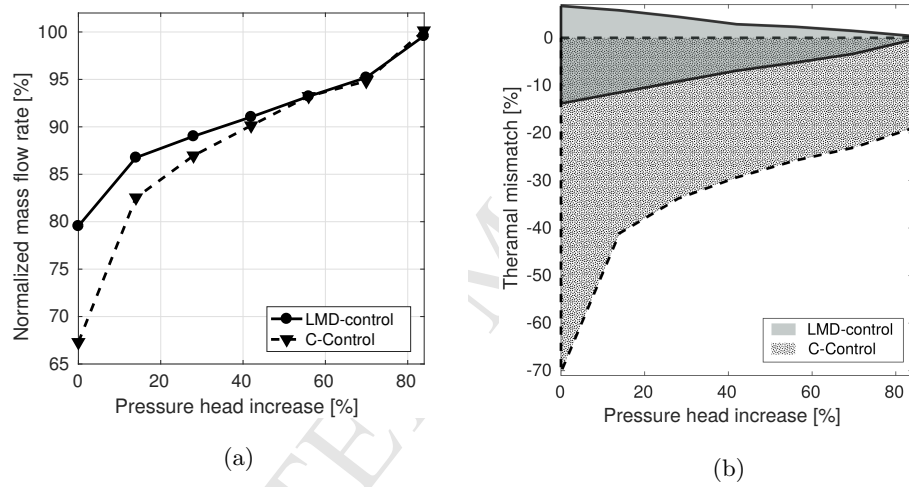 100
95
90
85
80
75
70
65
0 20 40 60 80
Normalized mass flow rate [%]
Pressure head increase [%]
LMD-control
C-Control
(a)
0
-10
-20
-30
-40
-50
-60
-70
0 20 40 60 80
Theramal mismatch [%]
Pressure head increase [%]
LMD-control
C-Control
(b)